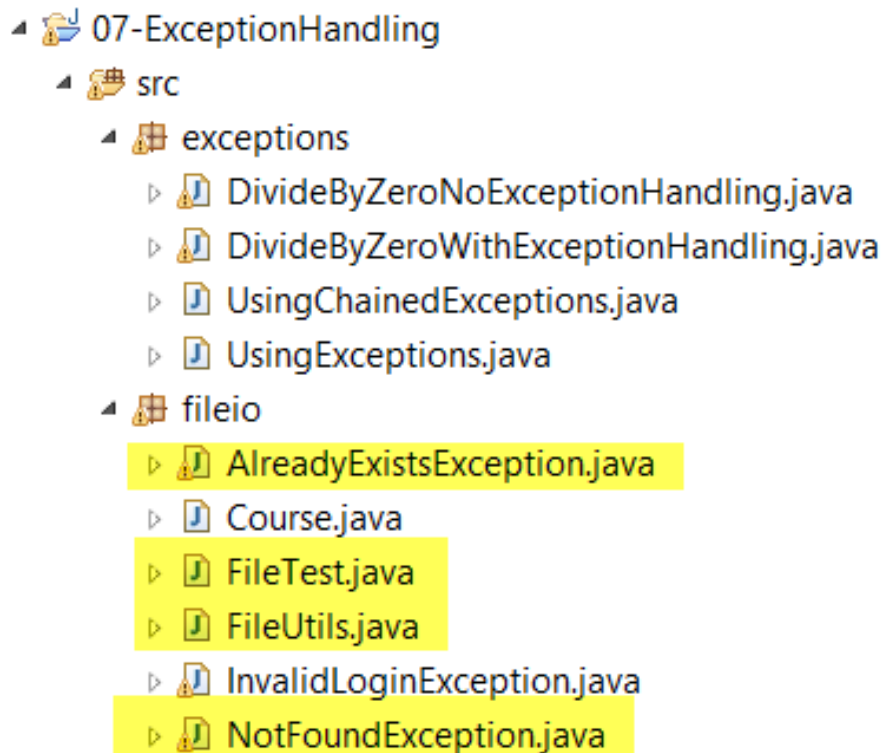 07-ExceptionHandling
src
exceptions
DivideByZeroNoExceptionHandling.java
DivideByZeroWithExceptionHandling.java
UsingChainedExceptions.java
UsingExceptions.java
fileio
AlreadyExistsException.java
Course.java
FileTest.java
FileUtils.java
InvalidLoginException.java
NotFoundException.java